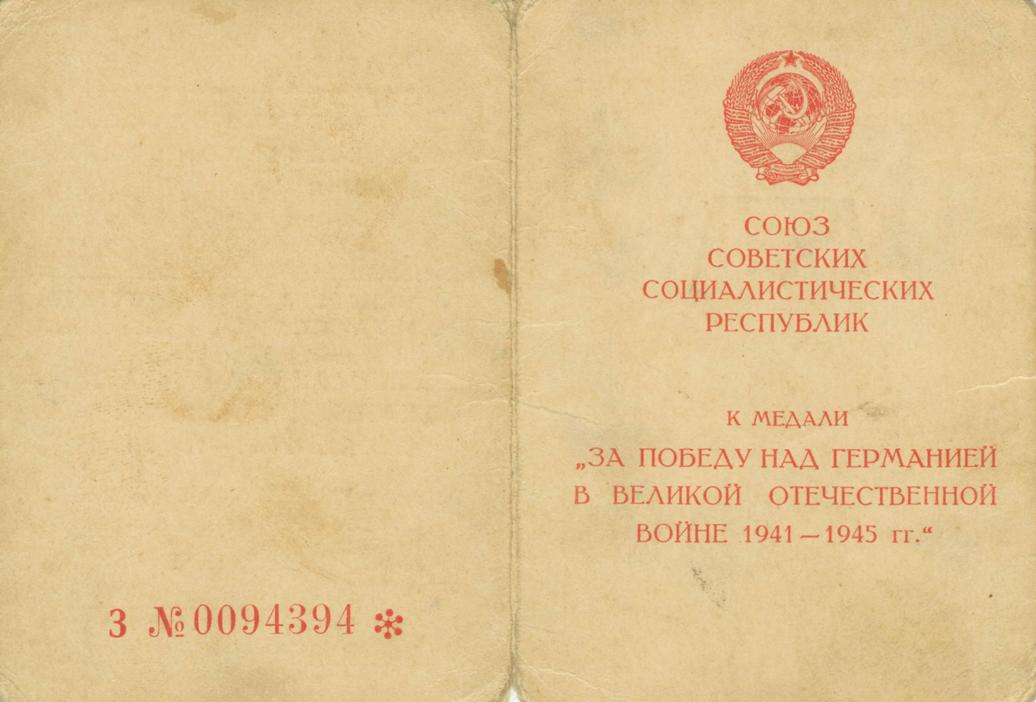 З №0094394
СОЮЗ
СОВЕТСКИХ
СОЦИАЛИСТИЧЕСКИХ
РЕСПУБЛИК
К МЕДАЛИ
„ЗА ПОБЕДУ НАД ГЕРМАНИЕЙ
В ВЕЛИКОЙ ОТЕЧЕСТВЕННОЙ
ВОЙНЕ 1941 — 1945 гг.“